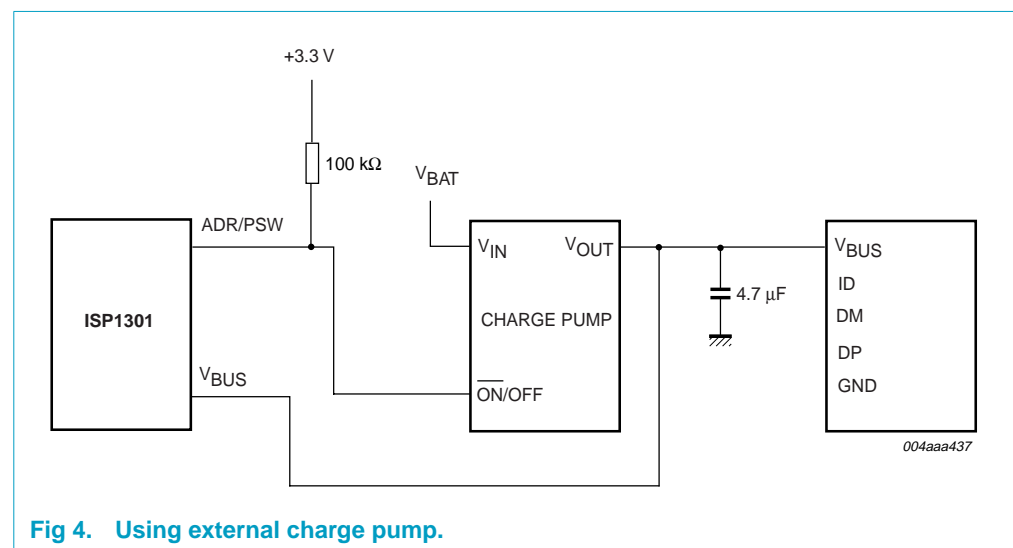 +3.3 V
100 kΩ
VBAT
ADR/PSW
VIN
VOUT
VBUS
ID
4.7 μF
ISP1301
CHARGE PUMP
DM
DP
VBUS
ON/OFF
GND
004aaa437
Fig 4. Using external charge pump.